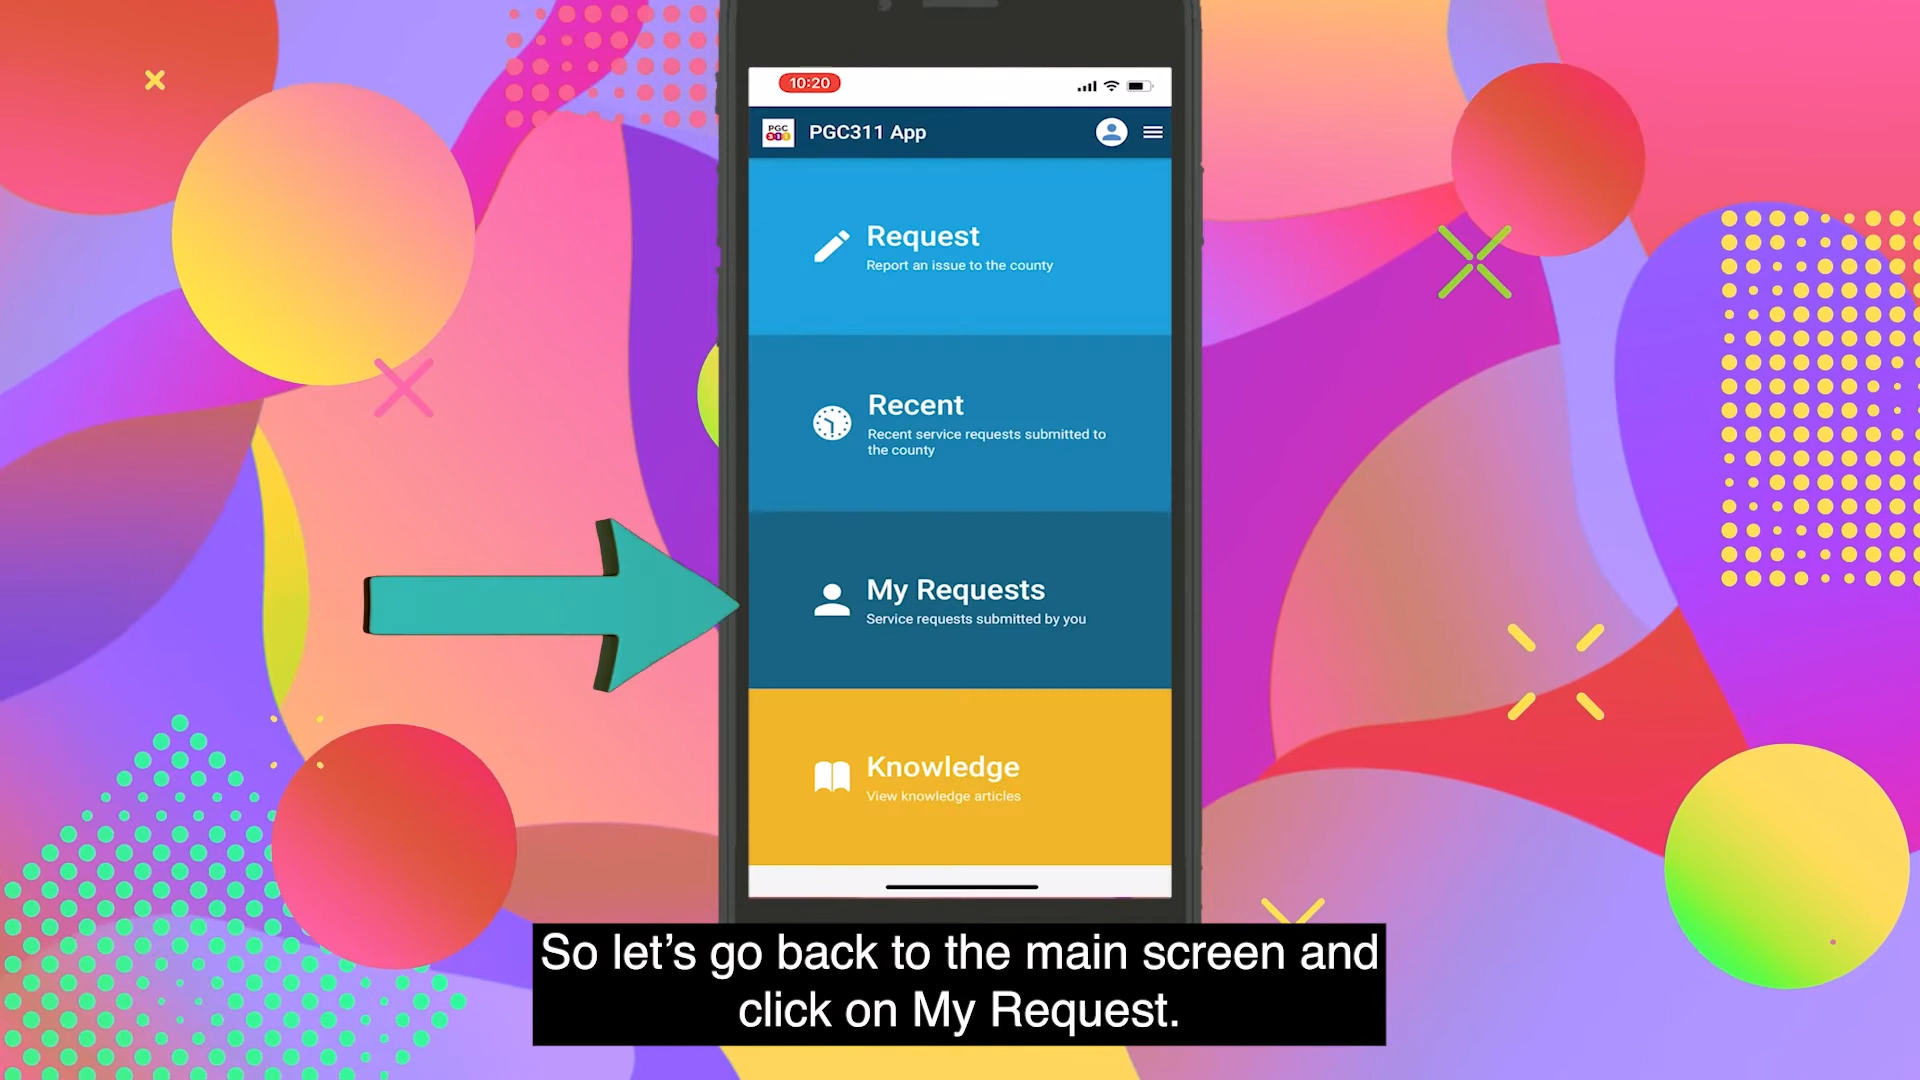 10:20
PGC
311
PGC311 App
Request
Report an issue to the county
Recent
Recent service requests submitted to
the county
My Requests
Service requests submitted by you
Knowledge
View knowledge articles
So let’s go back to the main screen and
click on My Request.